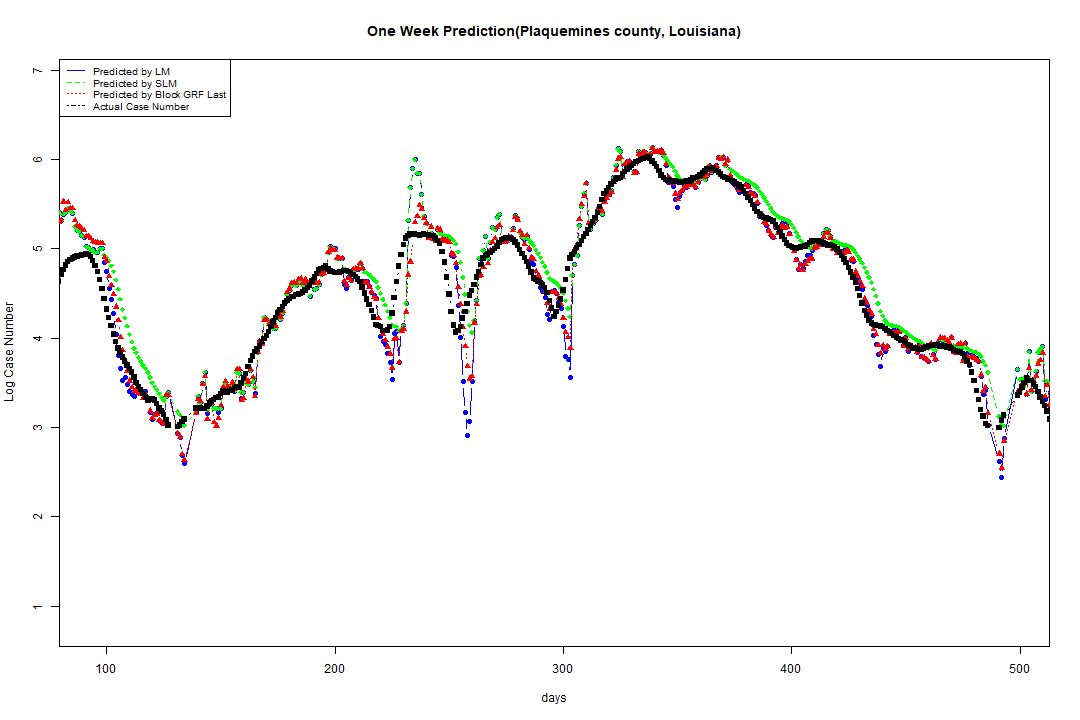 One Week Prediction(Plaquemines county, Louisiana)
Predicted by LM
Predicted by SLM
Predicted by Block GRF Last
Actual Case Number
7
6
5
4
3
2
1
Log Case Number
100 200 300 400 500
days